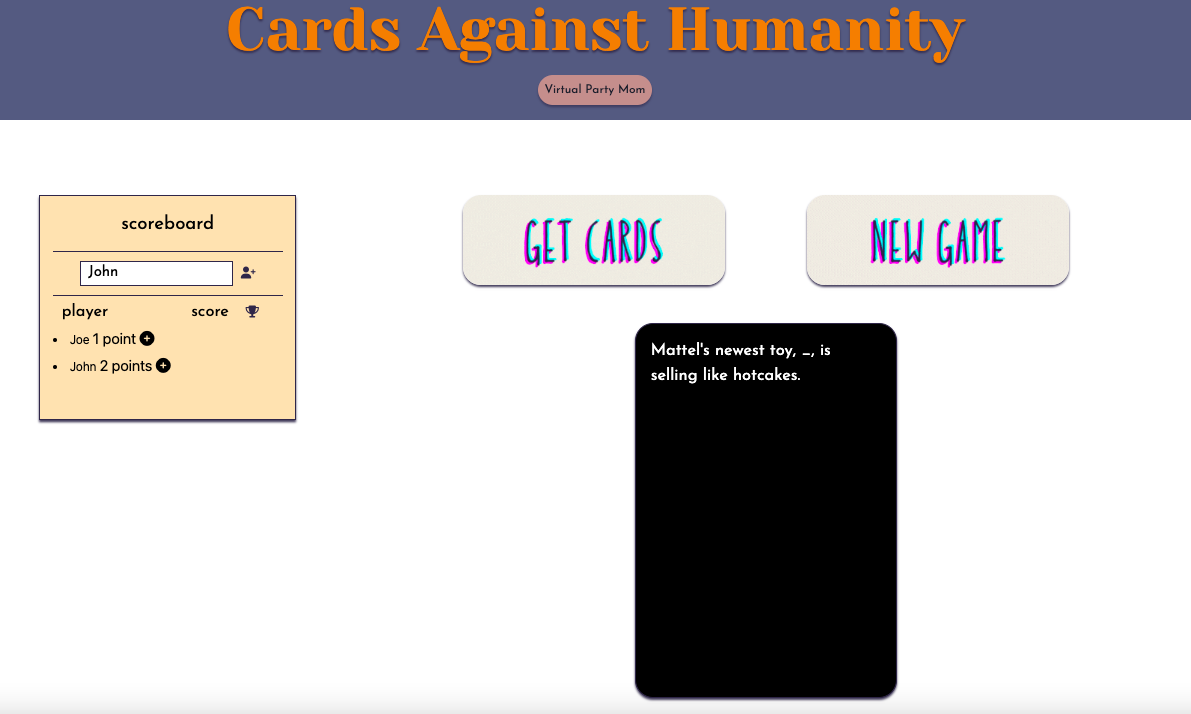 Cards Against Humanity
Virtual Party Mom
scoreboard
John
player score
Joe 1 point
John 2 points
GET CARDS
NEW GAME
Mattel's newest toy, _, is
selling like hotcakes.